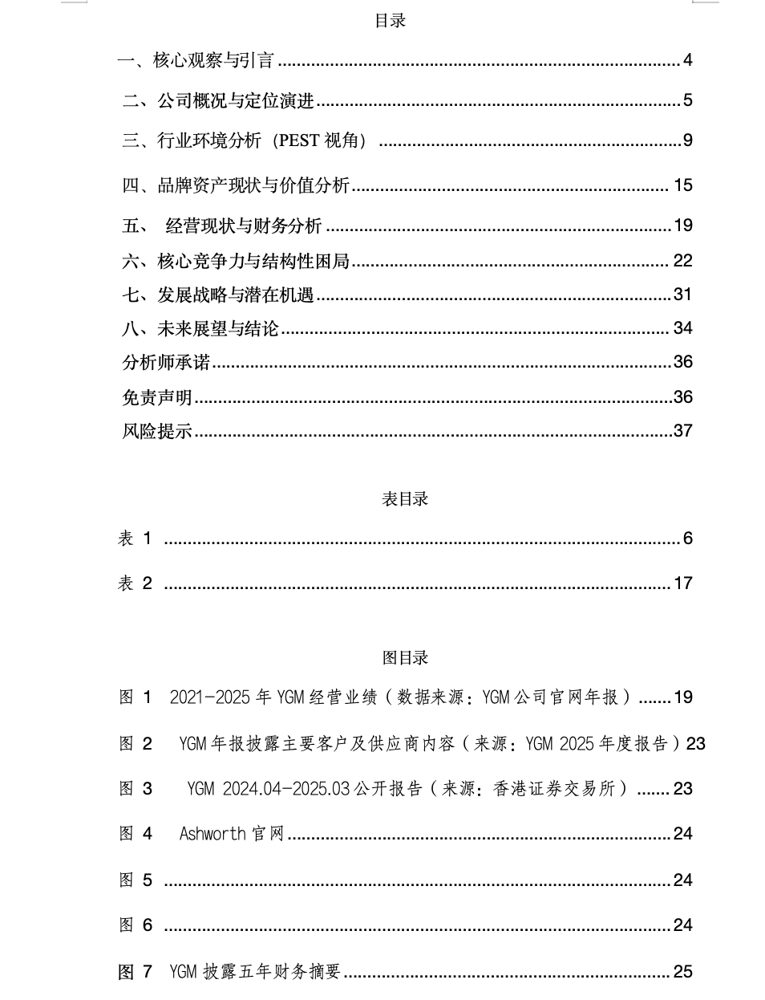 目录
一、核心观察与引言........................................................................................4
二、公司概况与定位演进................................................................................5
三、行业环境分析（PEST 视角）..................................................................9
四、品牌资产现状与价值分析..................................................................... 15
五、 经营现状与财务分析...........................................................................19
六、核心竞争力与结构性困局..................................................................... 22
七、发展战略与潜在机遇.............................................................................31
八、未来展望与结论.................................................................................... 34
分析师承诺...................................................................................................36
免责声明.......................................................................................................36
风险提示.......................................................................................................37
表目录
表 1 ...............................................................................................................6
表 2 ............................................................................................................. 17
图目录
图 1 2021-2025 年 YGM 经营业绩（数据来源：YGM 公司官网年报）.......19
图 2 YGM 年报披露主要客户及供应商内容（来源：YGM 2025 年度报告）23
图 3 YGM 2024.04-2025.03 公开报告（来源：香港证券交易所）....... 23
图 4 Ashworth 官网...................................................................................24
图 5 .............................................................................................................24
图 6 .............................................................................................................24
图 7 YGM 披露五年财务摘要...................................................................... 25